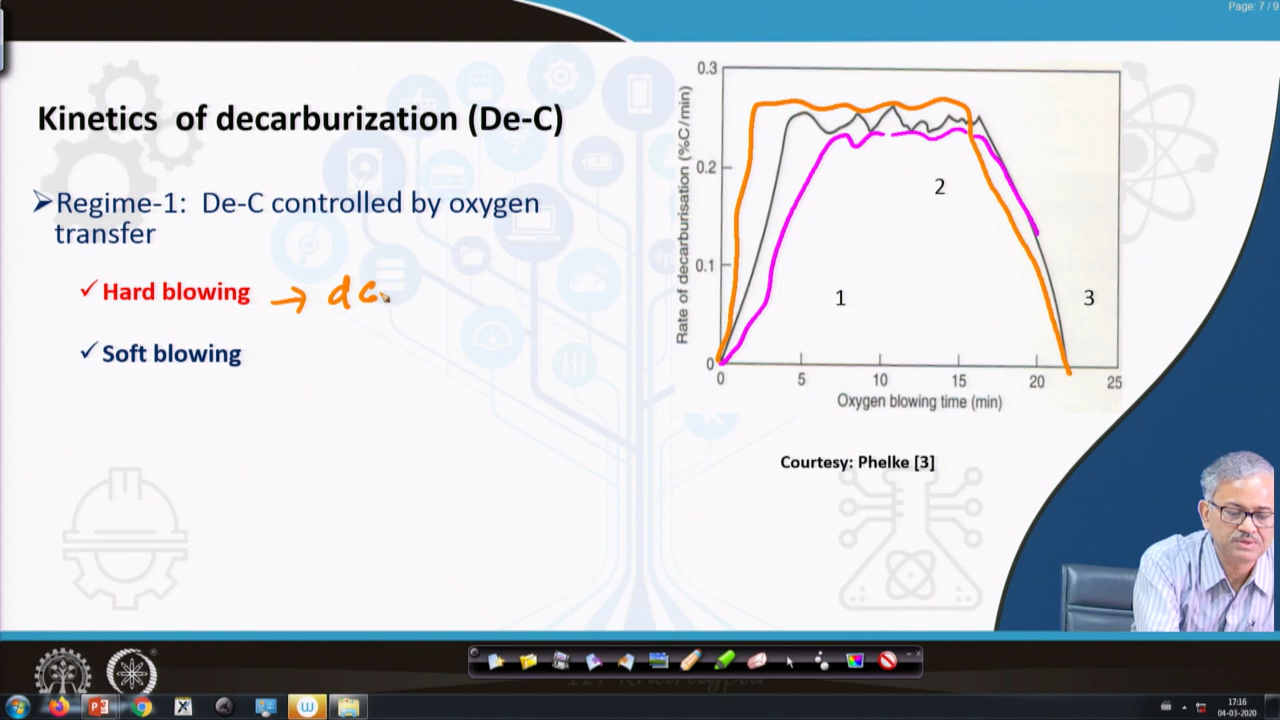 Page: 7 / 9
Kinetics of decarburization (De-C)
Regime-1: De-C controlled by oxygen
transfer
✓ Hard blowing → dc
✓ Soft blowing
Rate of decarburisation (%C/min)
0.3
0.2
0.1
0
1
2
3
0 5 10 15 20 25
Oxygen blowing time (min)
Courtesy: Phelke [3]
17:16
04-03-2020